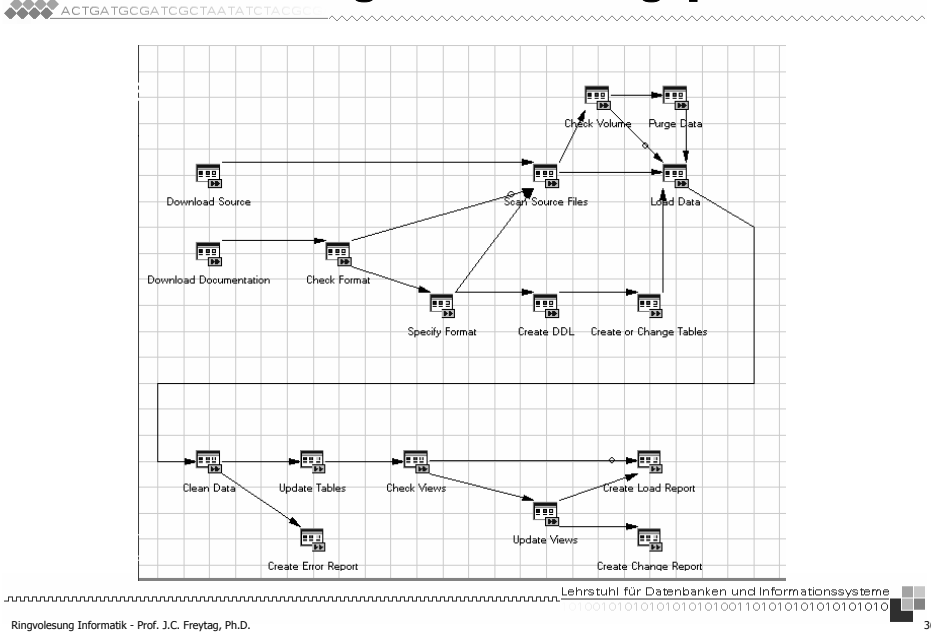 ACTGATGCGATCGCTAATATCTACGC
Check Volume
Purge Data
Download Source
Scan Source Files
Load Data
Download Documentation
Check Format
Specify Format
Create DDL
Create or Change Tables
Clean Data
Update Tables
Check Views
Create Load Report
Update Views
Create Error Report
Create Change Report
Lehrstuhl für Datenbanken und Informationssysteme
Ringvolesung Informatik - Prof. J.C. Freytag, Ph.D.